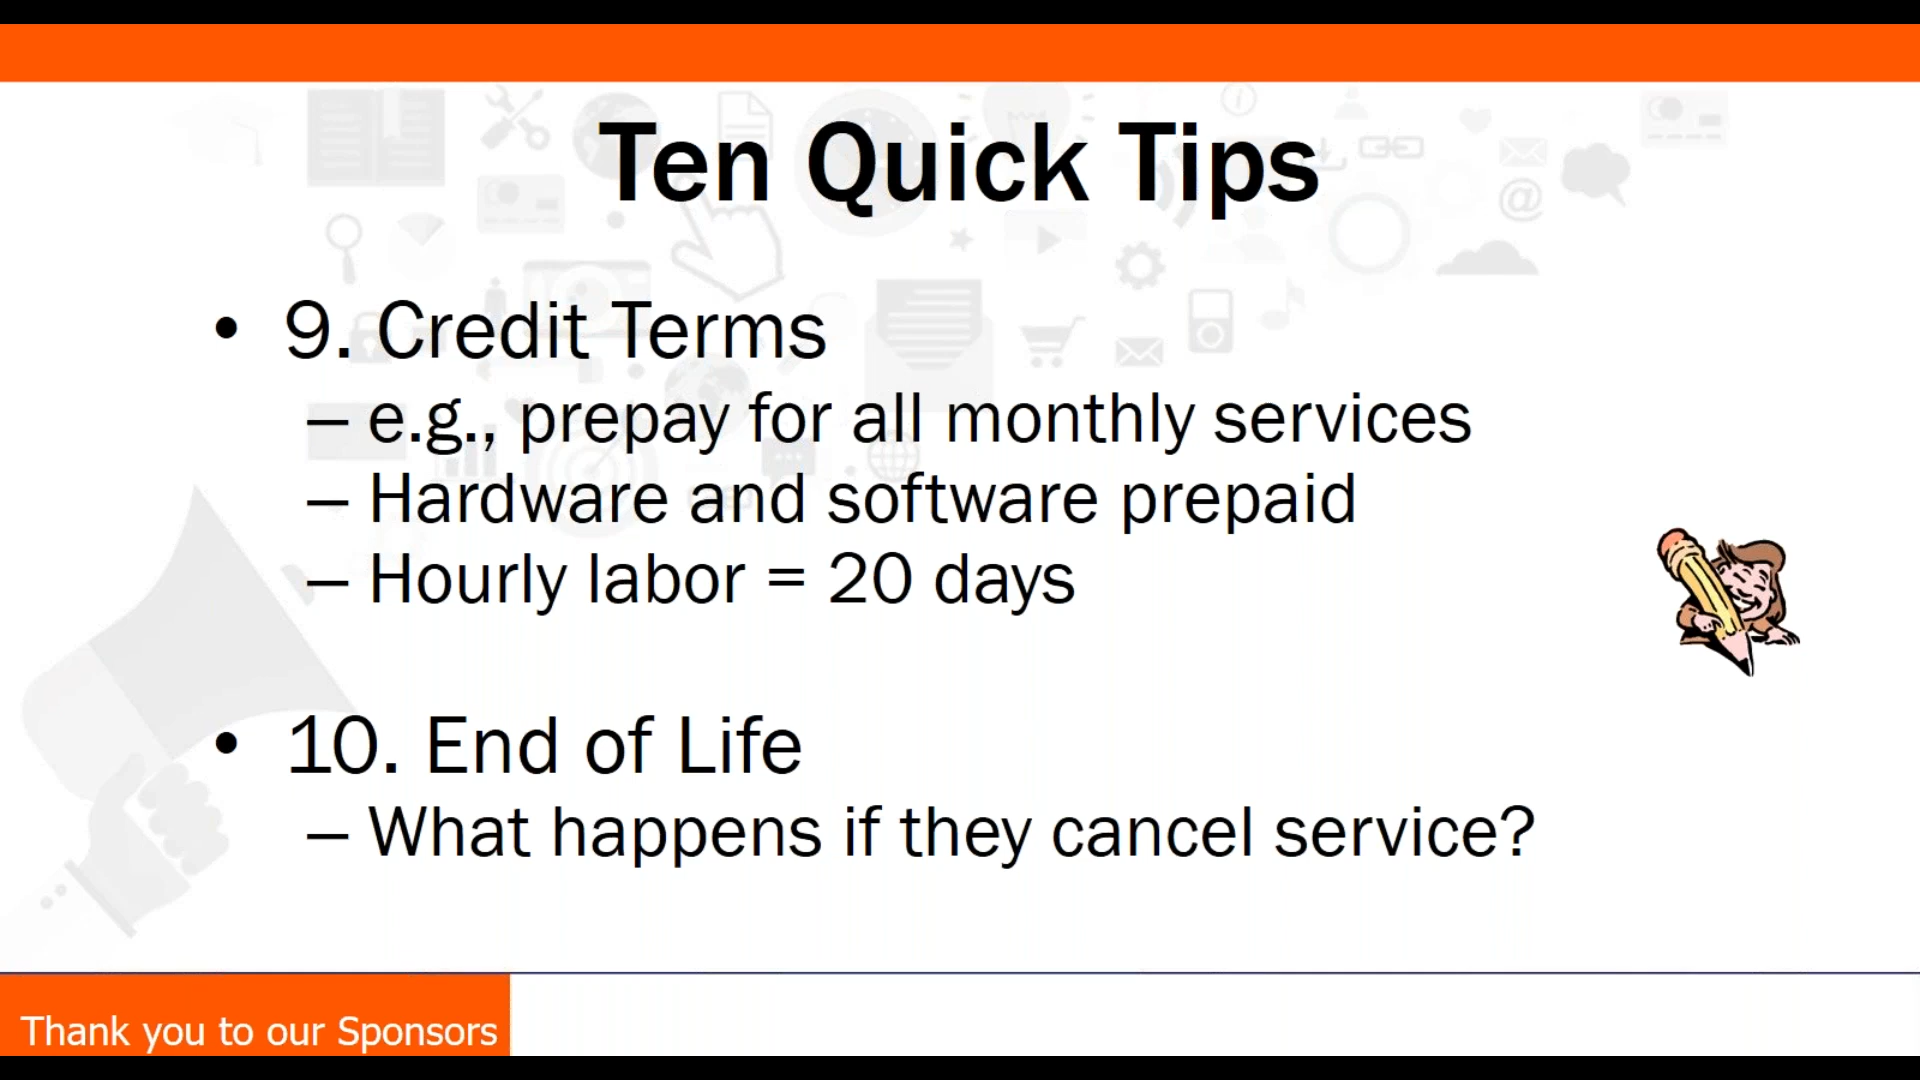 Ten Quick Tips
• 9. Credit Terms
– e.g., prepay for all monthly services
– Hardware and software prepaid
– Hourly labor = 20 days
• 10. End of Life
– What happens if they cancel service?
Thank you to our Sponsors